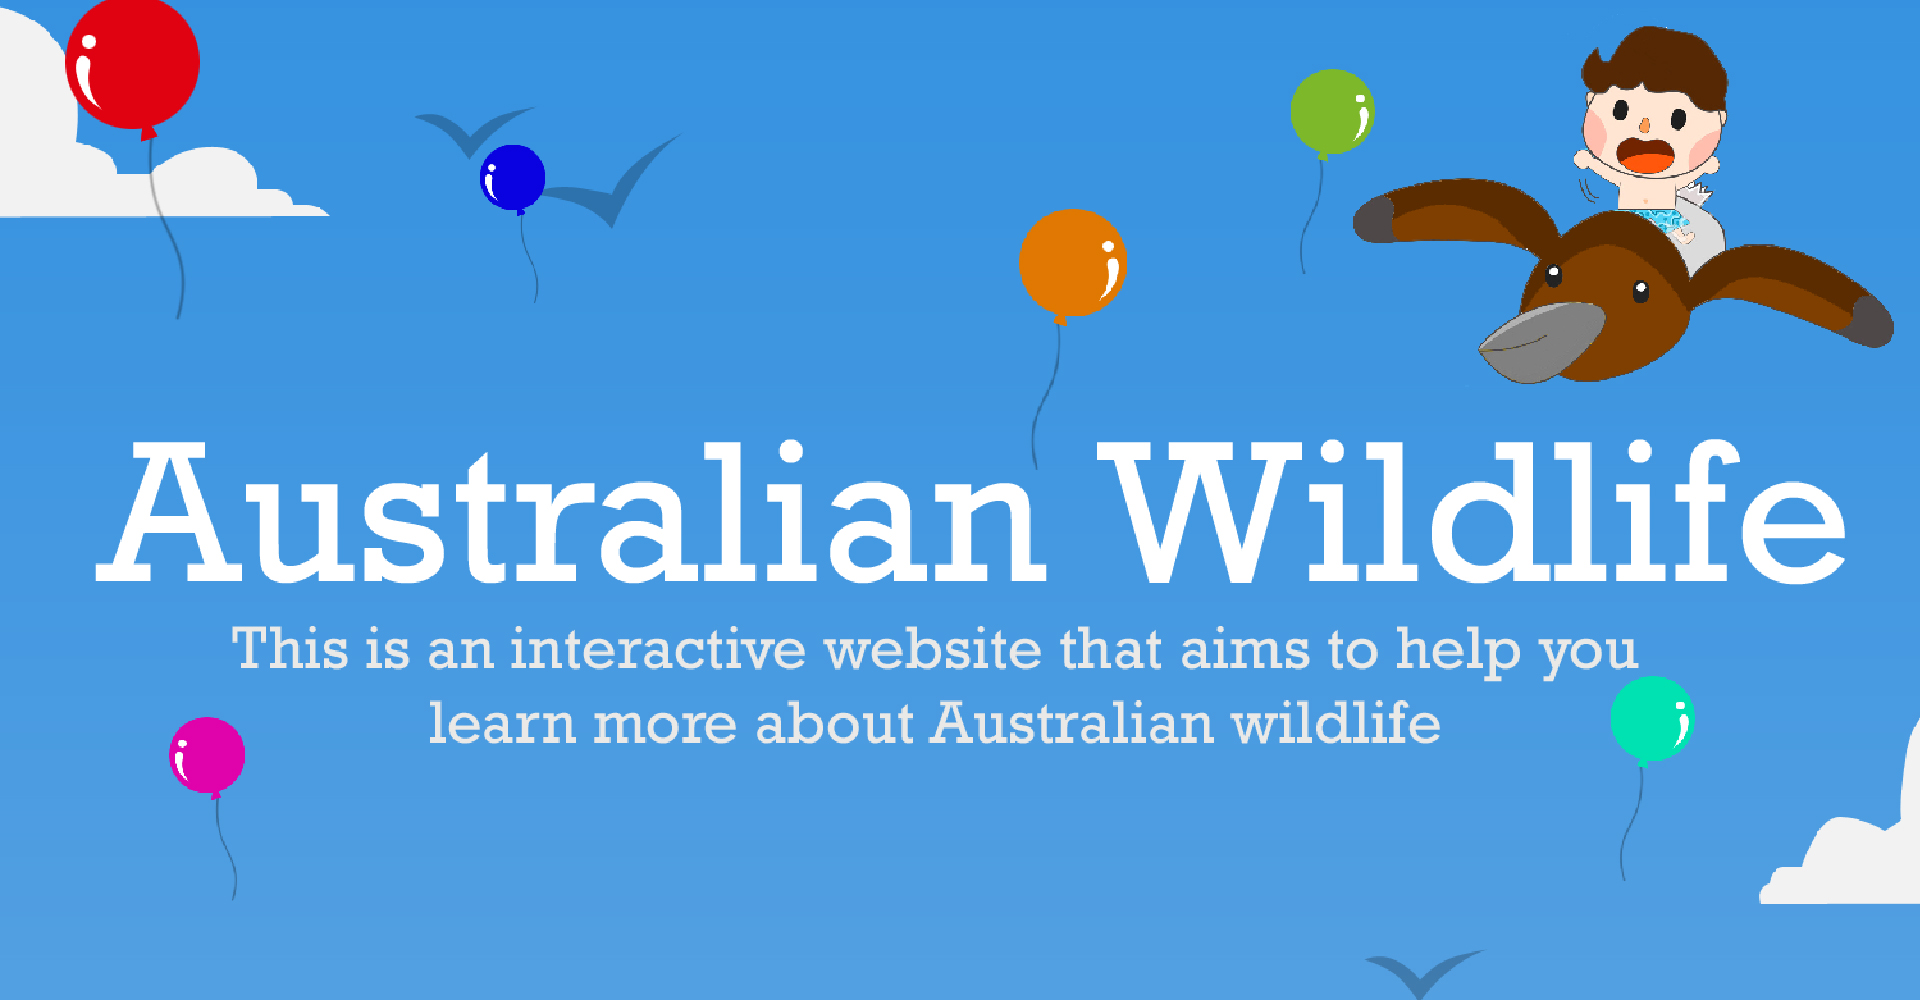 Australian Wildlife
This is an interactive website that aims to help you
learn more about Australian wildlife